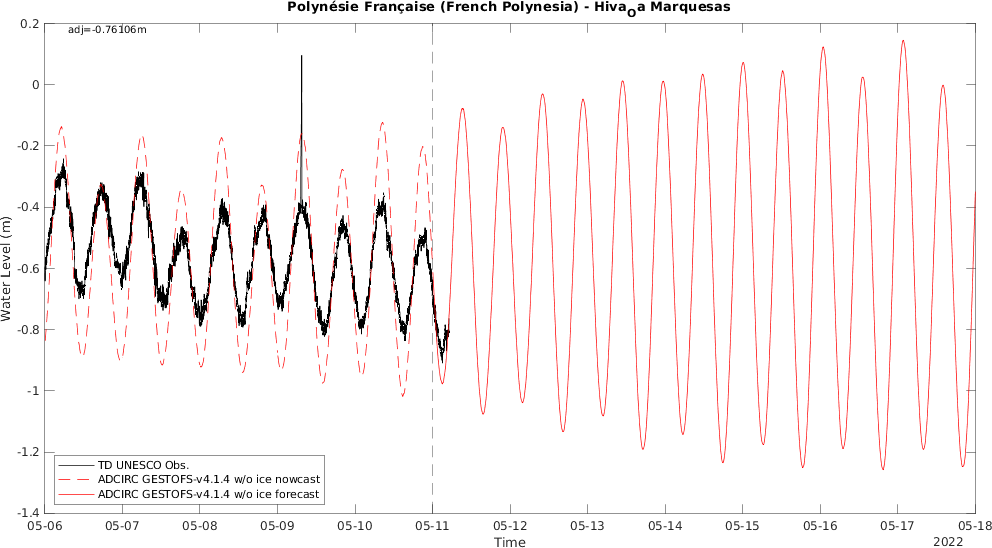 Polynésie Française (French Polynesia) - HivaOa Marquesas
adj=-0.76106m
0.2
0
-0.2
-0.4
-0.6
-0.8
-1
-1.2
-1.4
Water Level (m)
TD UNESCO Obs.
ADCIRC GESTOFS-v4.1.4 w/o ice nowcast
ADCIRC GESTOFS-v4.1.4 w/o ice forecast
05-06 05-07 05-08 05-09 05-10 05-11 05-12 05-13 05-14 05-15 05-16 05-17 05-18
Time
2022